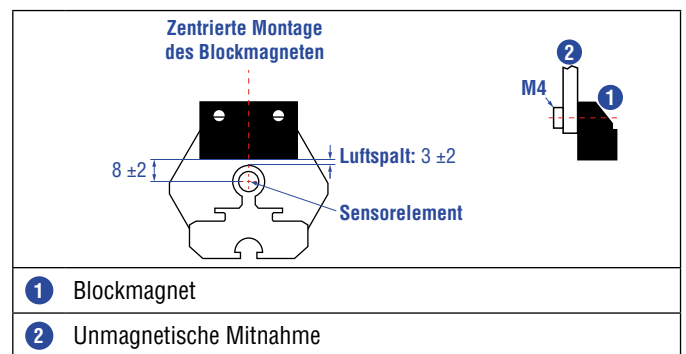 Zentrierte Montage
des Blockmagneten
2
M4
1
Luftspalt: 3 ±2
8 ±2
Sensorelement
1 Blockmagnet
2 Unmagnetische Mitnahme